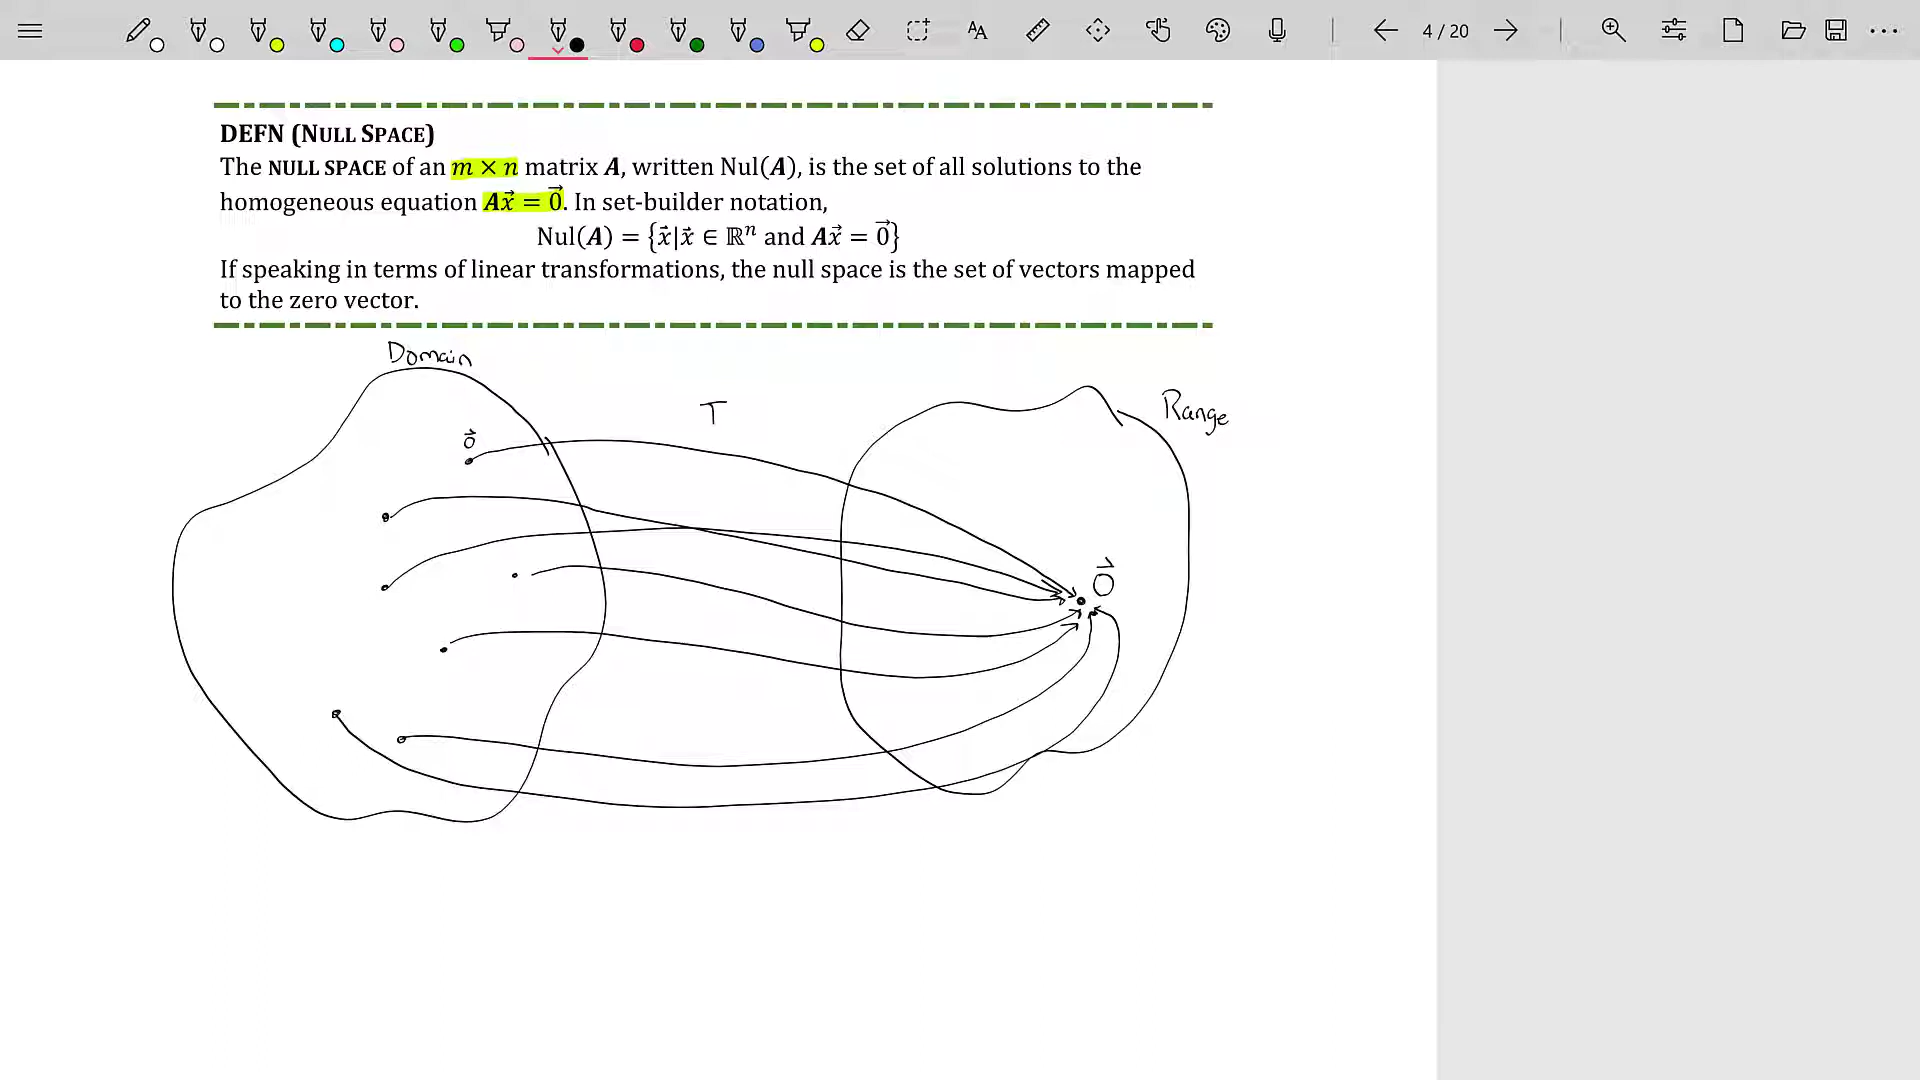 4 / 20
DEFN (NULL SPACE)
The NULL SPACE of an m × n matrix A, written Nul(A), is the set of all solutions to the
homogeneous equation Ax⃗ = 0⃗. In set-builder notation,
Nul(A) = {x⃗|x⃗ ∈ ℝⁿ and Ax⃗ = 0⃗}
If speaking in terms of linear transformations, the null space is the set of vectors mapped
to the zero vector.
Domain
T
Range
0⃗
0⃗